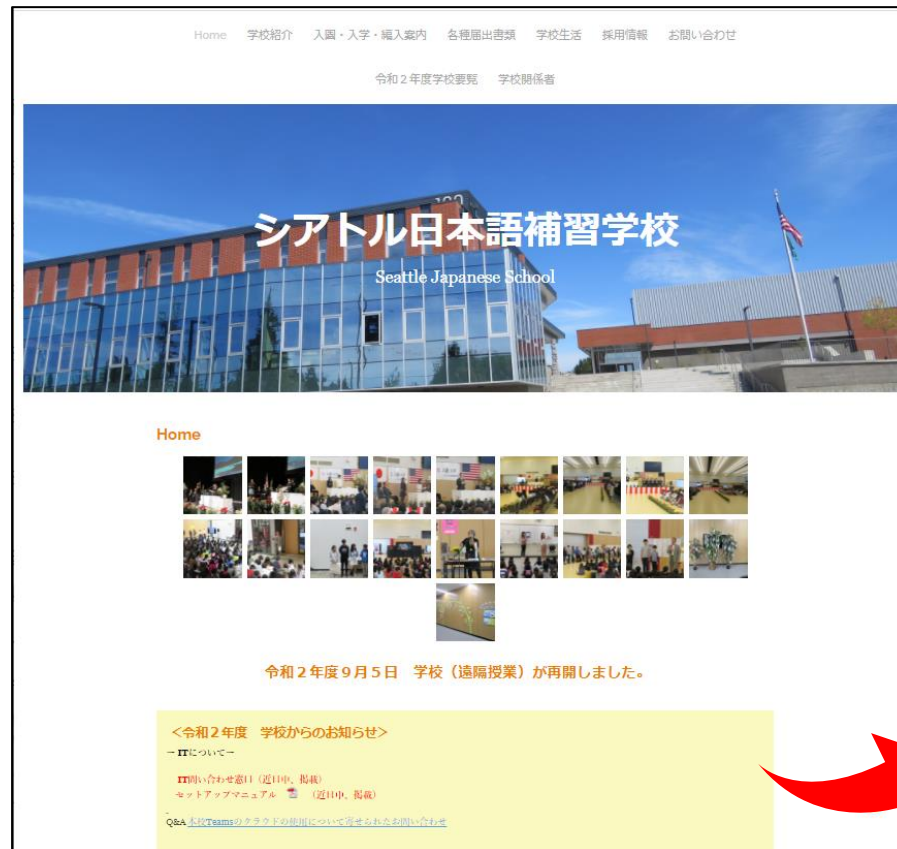 Home 学校紹介 入園・入学・編入案内 各種届出書類 学校生活 採用情報 お問い合わせ
令和２年度学校要覧 学校関係者
シアトル日本語補習学校
Seattle Japanese School
Home
令和２年度９月５日 学校（遠隔授業）が再開しました。
＜令和２年度 学校からのお知らせ＞
－ITについて－
IT問い合わせ窓口（近日中、掲載）
セットアップマニュアル （近日中、掲載）
Q&A 本校Teamsのクラウドの使用について寄せられたお問い合わせ